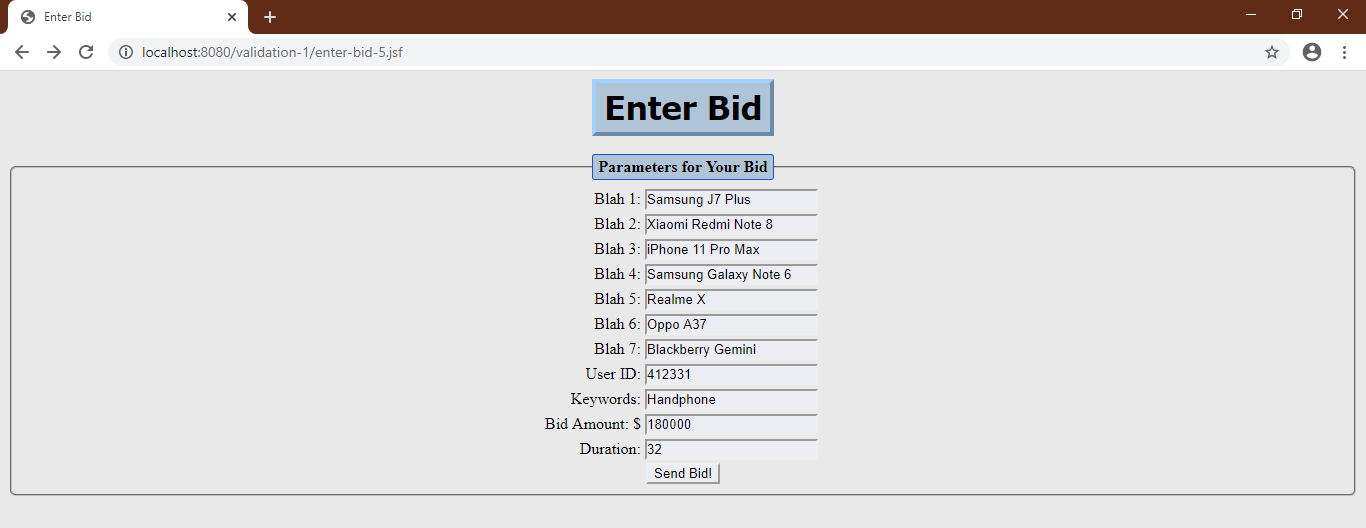 Enter Bid
localhost:8080/validation-1/enter-bid-5.jsf
Enter Bid
Parameters for Your Bid
Blah 1: Samsung J7 Plus
Blah 2: Xiaomi Redmi Note 8
Blah 3: iPhone 11 Pro Max
Blah 4: Samsung Galaxy Note 6
Blah 5: Realme X
Blah 6: Oppo A37
Blah 7: Blackberry Gemini
User ID: 412331
Keywords: Handphone
Bid Amount: $ 180000
Duration: 32
Send Bid!